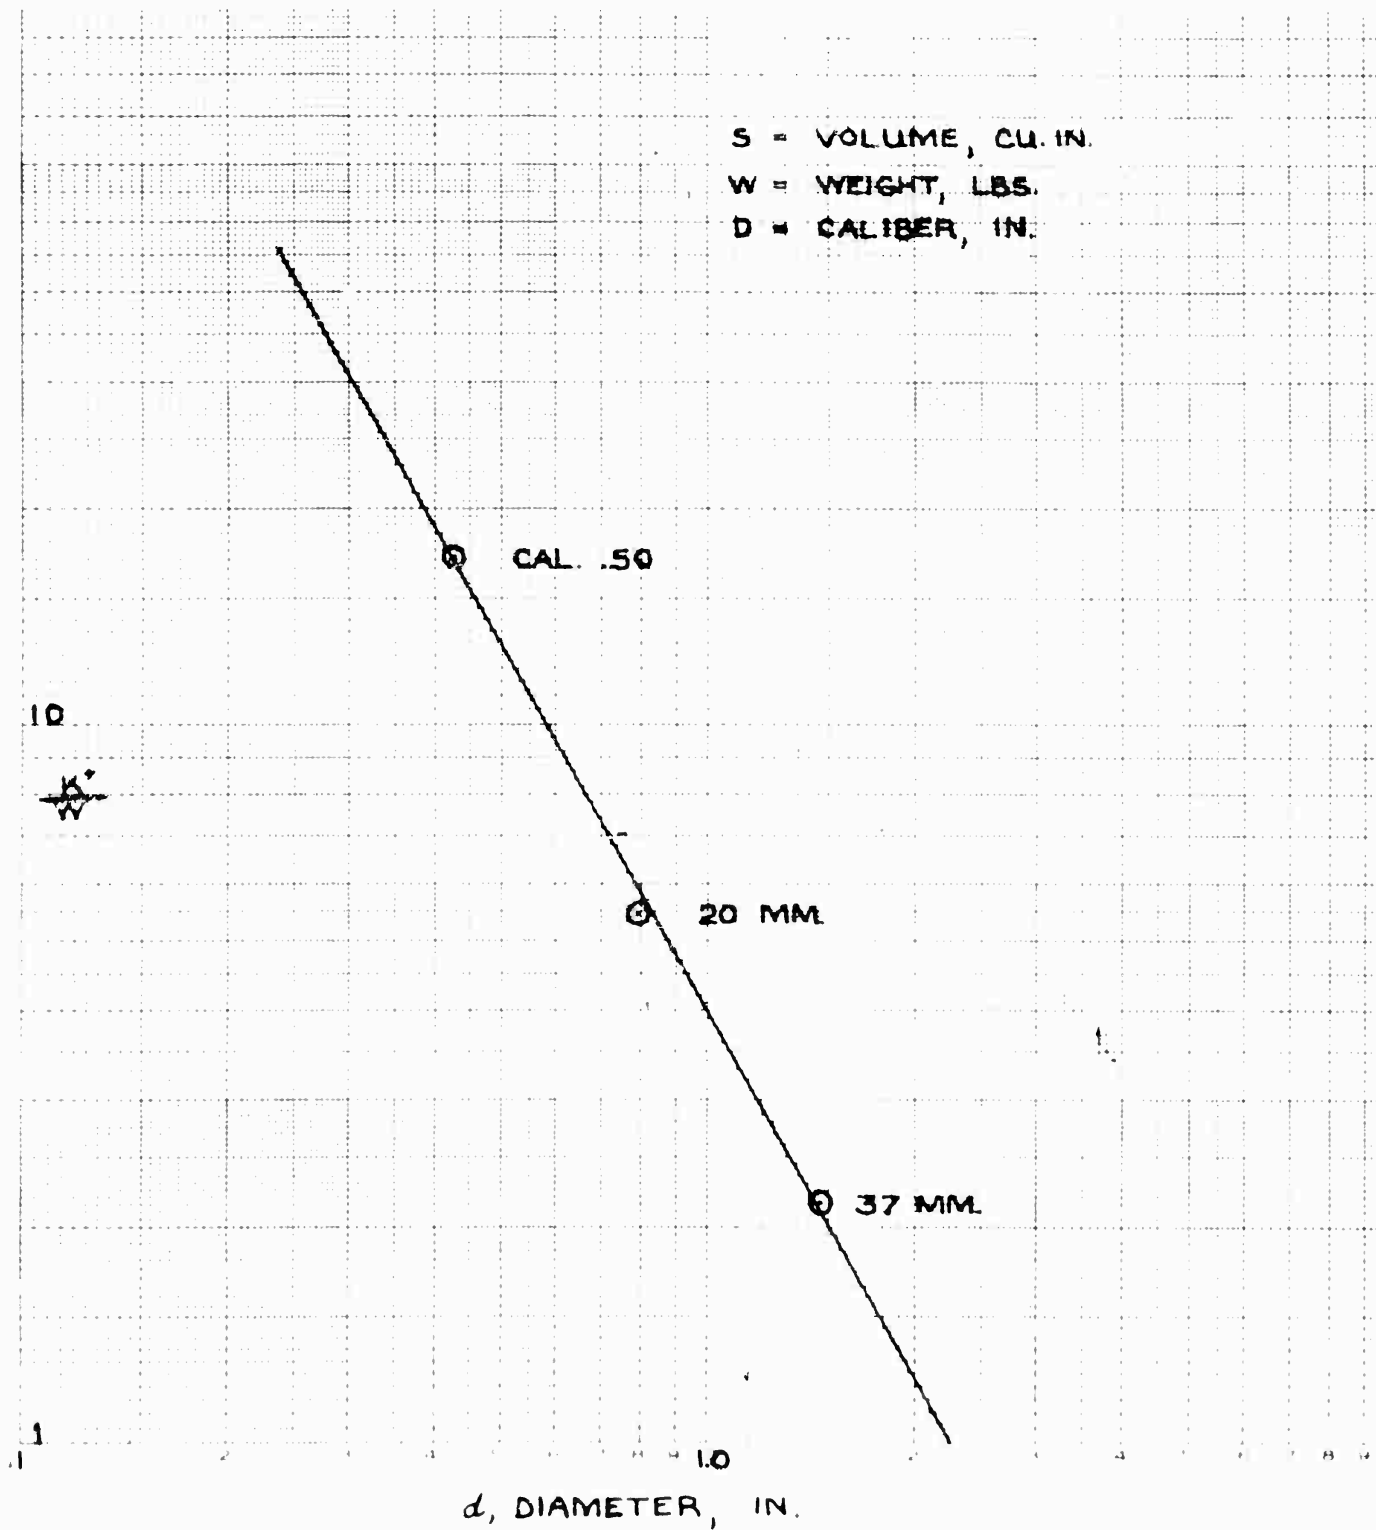 S = VOLUME, CU. IN.
W = WEIGHT, LBS.
D = CALIBER, IN.
CAL. .50
10
20 MM.
37 MM.
1
.1
1.0
d, DIAMETER, IN.